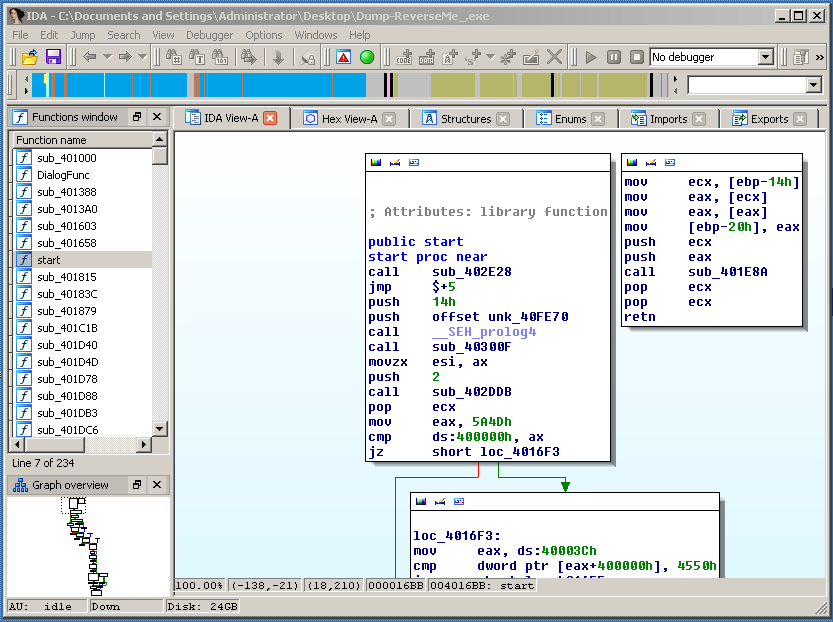 IDA - C:\Documents and Settings\Administrator\Desktop\Dump-ReverseMe_.exe
File Edit Jump Search View Debugger Options Windows Help
No debugger
Functions window
IDA View-A Hex View-A Structures Enums Imports Exports
Function name
sub_401000
DialogFunc
sub_401388
sub_4013A0
sub_401603
sub_401658
start
sub_401815
sub_40183C
sub_401879
sub_401C1B
sub_401D40
sub_401D4D
sub_401D78
sub_401D88
sub_401DB3
sub_401DC6
Line 7 of 234
Graph overview
; Attributes: library function
public start
start proc near
call sub_402E28
jmp $+5
push 14h
push offset unk_40FE70
call __SEH_prolog4
call sub_40300F
movzx esi, ax
push 2
call sub_402DDB
pop ecx
mov eax, 5A4Dh
cmp ds:400000h, ax
jz short loc_4016F3
mov ecx, [ebp-14h]
mov eax, [ecx]
mov eax, [eax]
mov [ebp-20h], eax
push ecx
push eax
call sub_401E8A
pop ecx
pop ecx
retn
loc_4016F3:
mov eax, ds:40003Ch
cmp dword ptr [eax+400000h], 4550h
100.00% (-138,-21) (18,210) 000016BB 004016BB: start
AU: idle Down Disk: 24GB